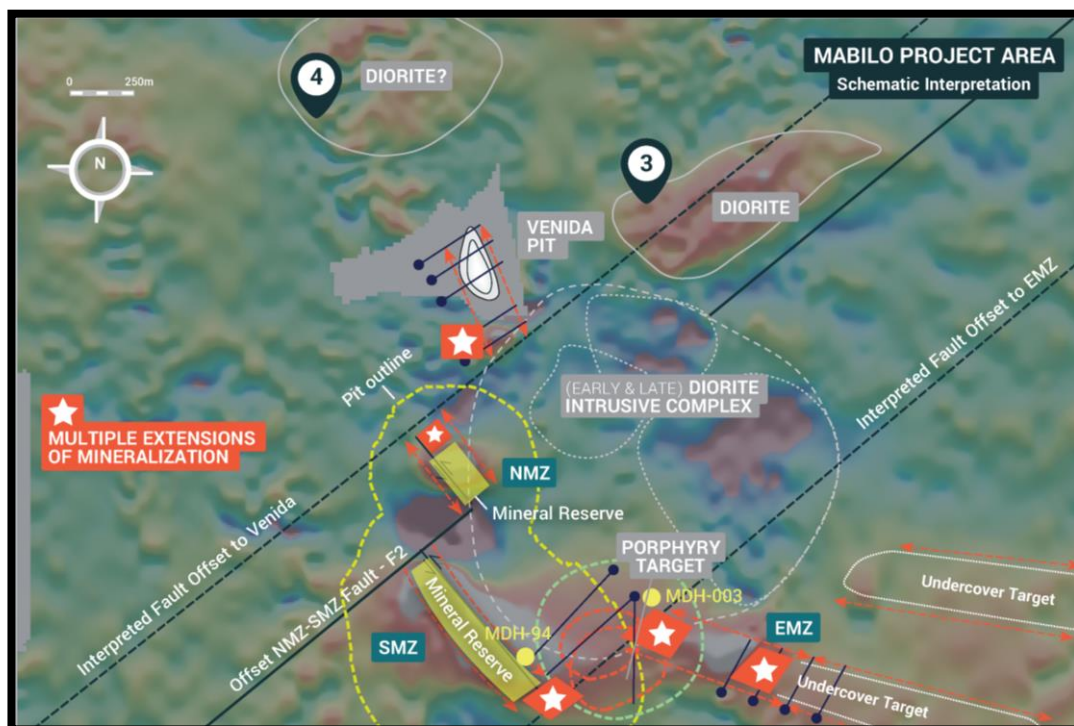 MABILO PROJECT AREA
Schematic Interpretation
0 250m
N
4
DIORITE?
3
DIORITE
VENIDA
PIT
Pit outline
(EARLY & LATE) DIORITE
INTRUSIVE COMPLEX
Interpreted Fault Offset to EMZ
MULTIPLE EXTENSIONS
OF MINERALIZATION
NMZ
Mineral Reserve
Interpreted Fault Offset to Venida
Offset NMZ-SMZ-Fault - F2
PORPHYRY
TARGET
MDH-003
Undercover Target
Mineral Reserve
MDH-94
SMZ
EMZ
Undercover Target